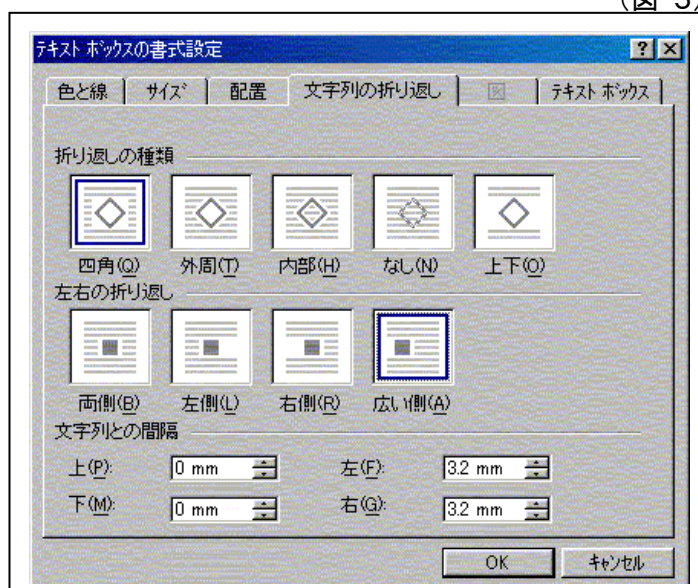 (図 3)
テキスト ボックスの書式設定
色と線 サイズ 配置 文字列の折り返し 図 テキスト ボックス
折り返しの種類
四角(Q) 外周(T) 内部(H) なし(N) 上下(O)
左右の折り返し
両側(B) 左側(L) 右側(R) 広い側(A)
文字列との間隔
上(P): 0 mm 左(F): 3.2 mm
下(M): 0 mm 右(G): 3.2 mm
OK キャンセル